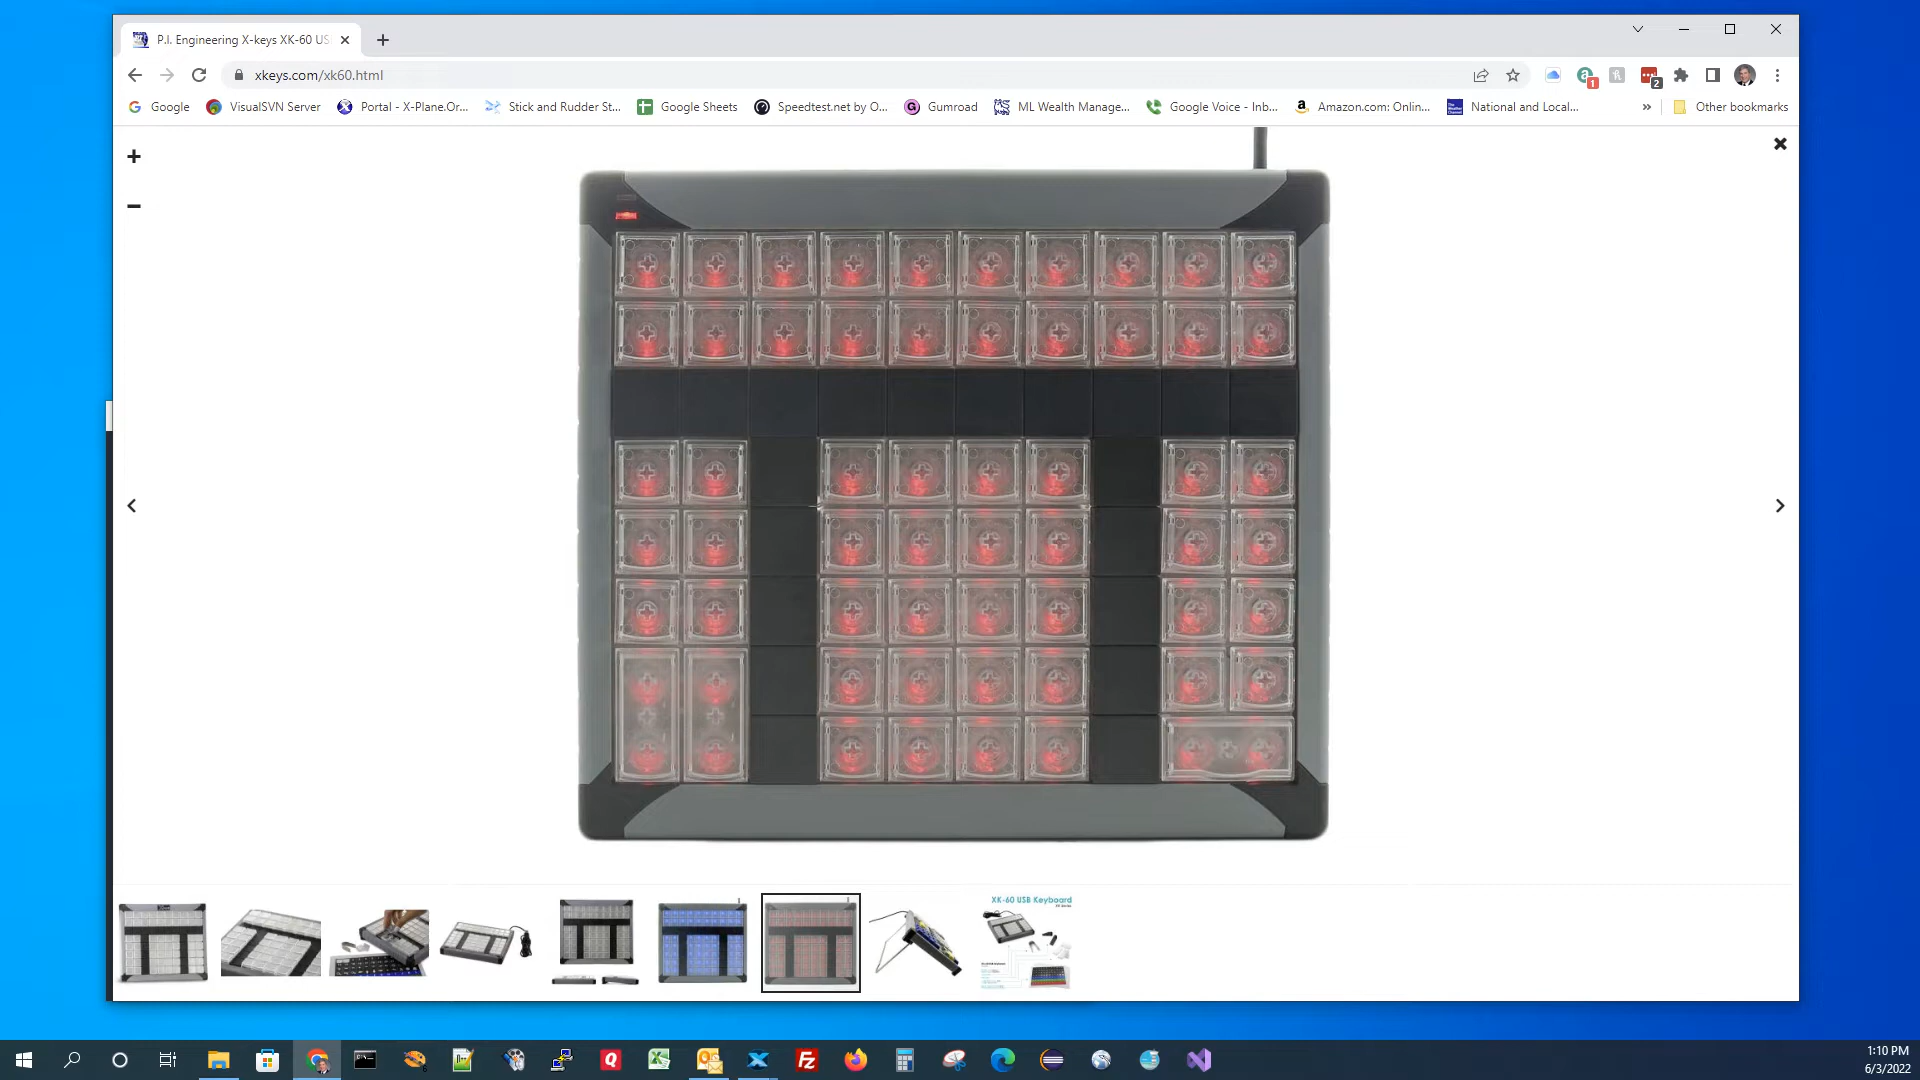 P.I. Engineering X-keys XK-60 US
xkeys.com/xk60.html
1
2
Google
VisualSVN Server
Portal - X-Plane.Or...
Stick and Rudder St...
Google Sheets
Speedtest.net by O...
Gumroad
ML Wealth Manage...
Google Voice - Inb...
Amazon.com: Onlin...
National and Local...
Other bookmarks
XK-60 USB Keyboard
1:10 PM
6/3/2022